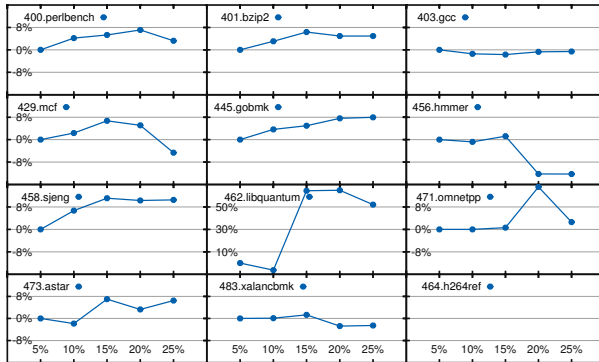 400.perlbench 401.bzip2 403.gcc
8%
0%
-8%
429.mcf 445.gobmk 456.hmmer
8%
0%
-8%
458.sjeng 462.libquantum 471.omnetpp
8% 50% 8%
0% 30% 0%
-8% 10% -8%
473.astar 483.xalancbmk 464.h264ref
8%
0%
-8%
5% 10% 15% 20% 25% 5% 10% 15% 20% 25% 5% 10% 15% 20% 25%